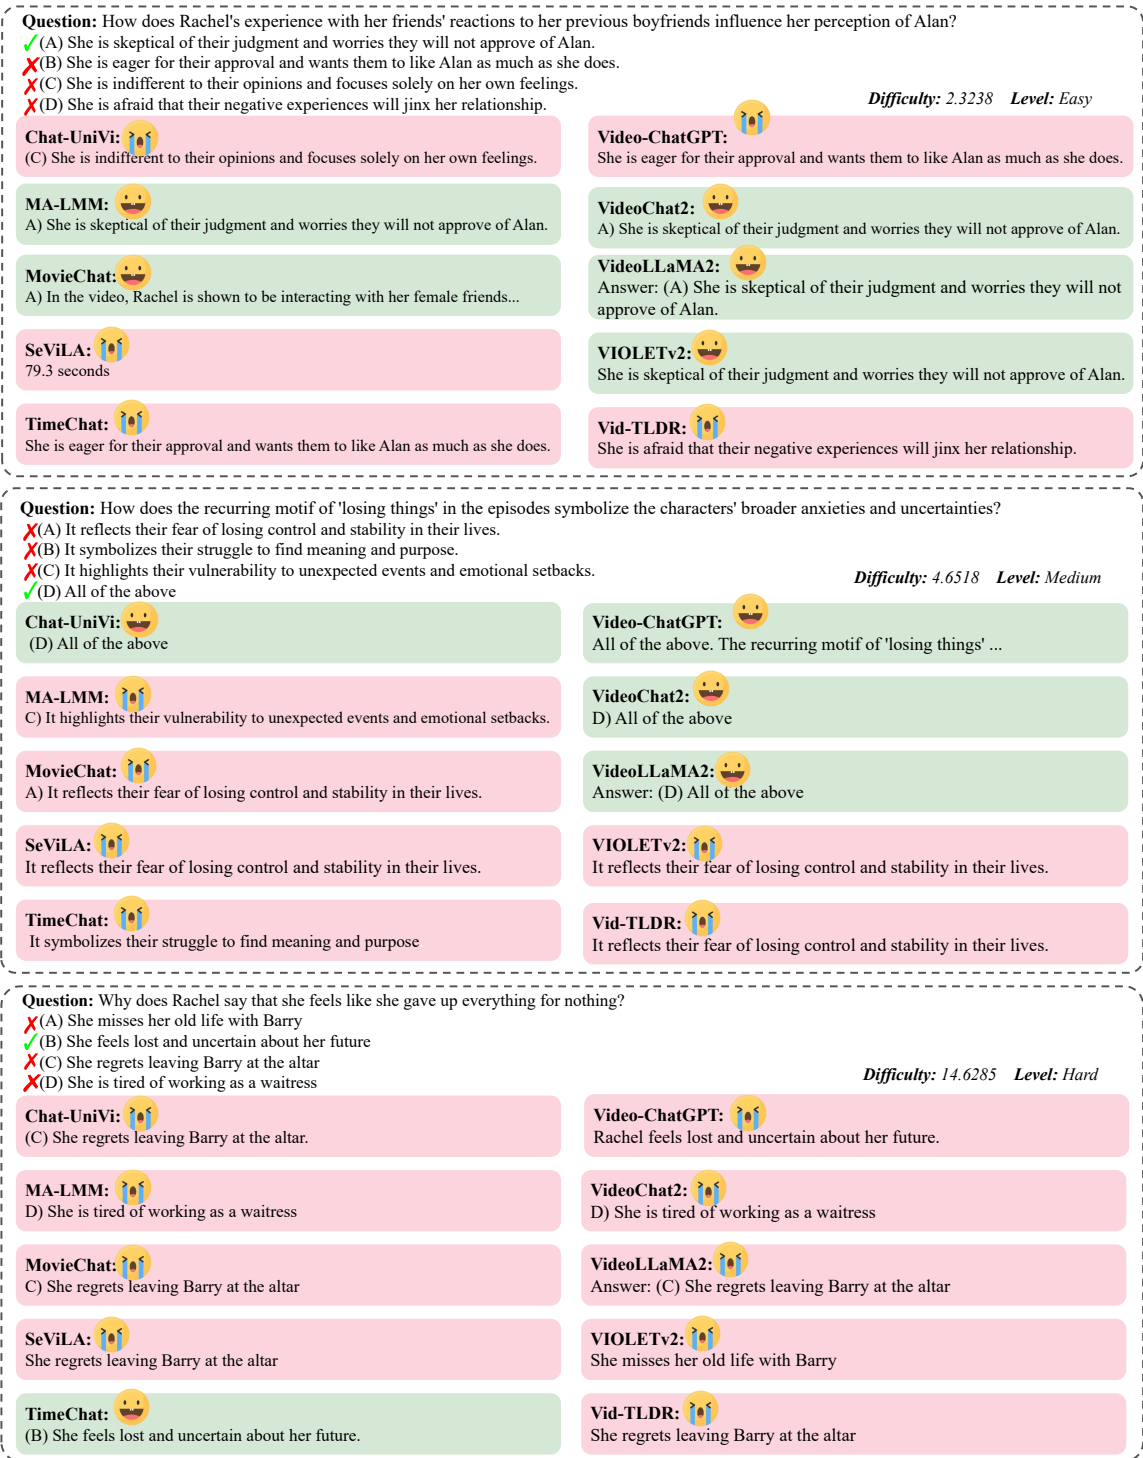 Question: How does Rachel's experience with her friends' reactions to her previous boyfriends influence her perception of Alan?
(A) She is skeptical of their judgment and worries they will not approve of Alan.
(B) She is eager for their approval and wants them to like Alan as much as she does.
(C) She is indifferent to their opinions and focuses solely on her own feelings.
(D) She is afraid that their negative experiences will jinx her relationship.
Difficulty: 2.3238 Level: Easy
Chat-UniVi:
(C) She is indifferent to their opinions and focuses solely on her own feelings.
Video-ChatGPT:
She is eager for their approval and wants them to like Alan as much as she does.
MA-LMM:
A) She is skeptical of their judgment and worries they will not approve of Alan.
VideoChat2:
A) She is skeptical of their judgment and worries they will not approve of Alan.
MovieChat:
A) In the video, Rachel is shown to be interacting with her female friends...
VideoLLaMA2:
Answer: (A) She is skeptical of their judgment and worries they will not
approve of Alan.
SeViLA:
79.3 seconds
VIOLETv2:
She is skeptical of their judgment and worries they will not approve of Alan.
TimeChat:
She is eager for their approval and wants them to like Alan as much as she does.
Vid-TLDR:
She is afraid that their negative experiences will jinx her relationship.
Question: How does the recurring motif of 'losing things' in the episodes symbolize the characters' broader anxieties and uncertainties?
(A) It reflects their fear of losing control and stability in their lives.
(B) It symbolizes their struggle to find meaning and purpose.
(C) It highlights their vulnerability to unexpected events and emotional setbacks.
(D) All of the above
Difficulty: 4.6518 Level: Medium
Chat-UniVi:
(D) All of the above
Video-ChatGPT:
All of the above. The recurring motif of 'losing things' ...
MA-LMM:
C) It highlights their vulnerability to unexpected events and emotional setbacks.
VideoChat2:
D) All of the above
MovieChat:
A) It reflects their fear of losing control and stability in their lives.
VideoLLaMA2:
Answer: (D) All of the above
SeViLA:
It reflects their fear of losing control and stability in their lives.
VIOLETv2:
It reflects their fear of losing control and stability in their lives.
TimeChat:
It symbolizes their struggle to find meaning and purpose
Vid-TLDR:
It reflects their fear of losing control and stability in their lives.
Question: Why does Rachel say that she feels like she gave up everything for nothing?
(A) She misses her old life with Barry
(B) She feels lost and uncertain about her future
(C) She regrets leaving Barry at the altar
(D) She is tired of working as a waitress
Difficulty: 14.6285 Level: Hard
Chat-UniVi:
(C) She regrets leaving Barry at the altar.
Video-ChatGPT:
Rachel feels lost and uncertain about her future.
MA-LMM:
D) She is tired of working as a waitress
VideoChat2:
D) She is tired of working as a waitress
MovieChat:
C) She regrets leaving Barry at the altar
VideoLLaMA2:
Answer: (C) She regrets leaving Barry at the altar
SeViLA:
She regrets leaving Barry at the altar
VIOLETv2:
She misses her old life with Barry
TimeChat:
(B) She feels lost and uncertain about her future.
Vid-TLDR:
She regrets leaving Barry at the altar